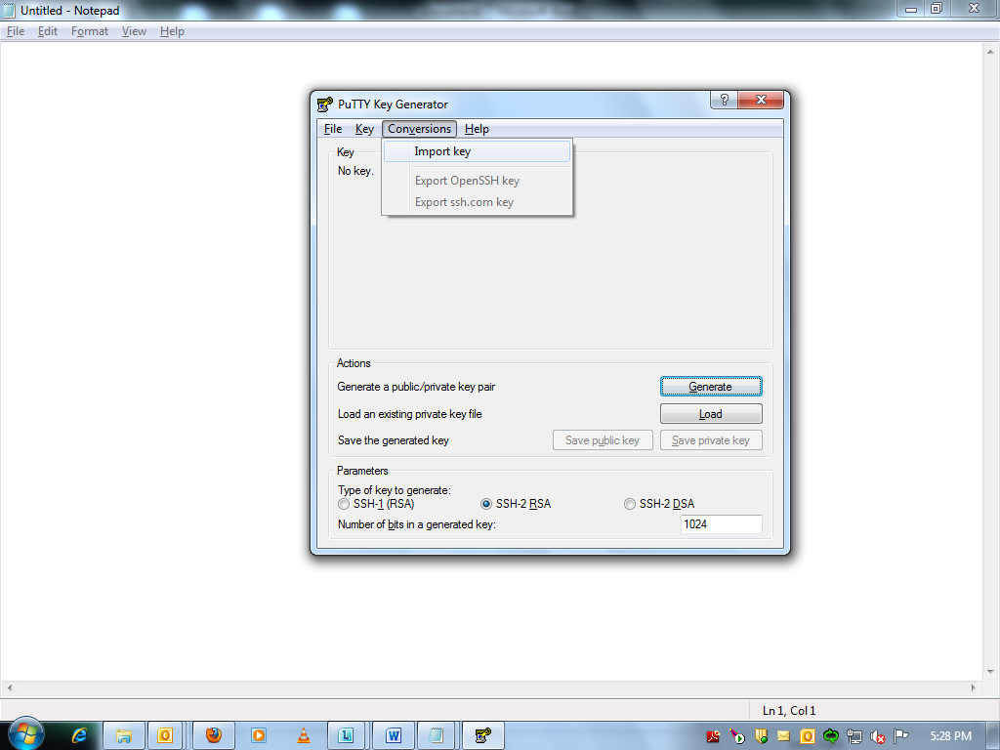 Untitled - Notepad
File Edit Format View Help
PuTTY Key Generator
File Key Conversions Help
Import key
Export OpenSSH key
Export ssh.com key
Key
No key.
Actions
Generate a public/private key pair
Generate
Load an existing private key file
Load
Save the generated key
Save public key
Save private key
Parameters
Type of key to generate:
SSH-1 (RSA) SSH-2 RSA SSH-2 DSA
Number of bits in a generated key:
1024
Ln 1, Col 1
5:28 PM